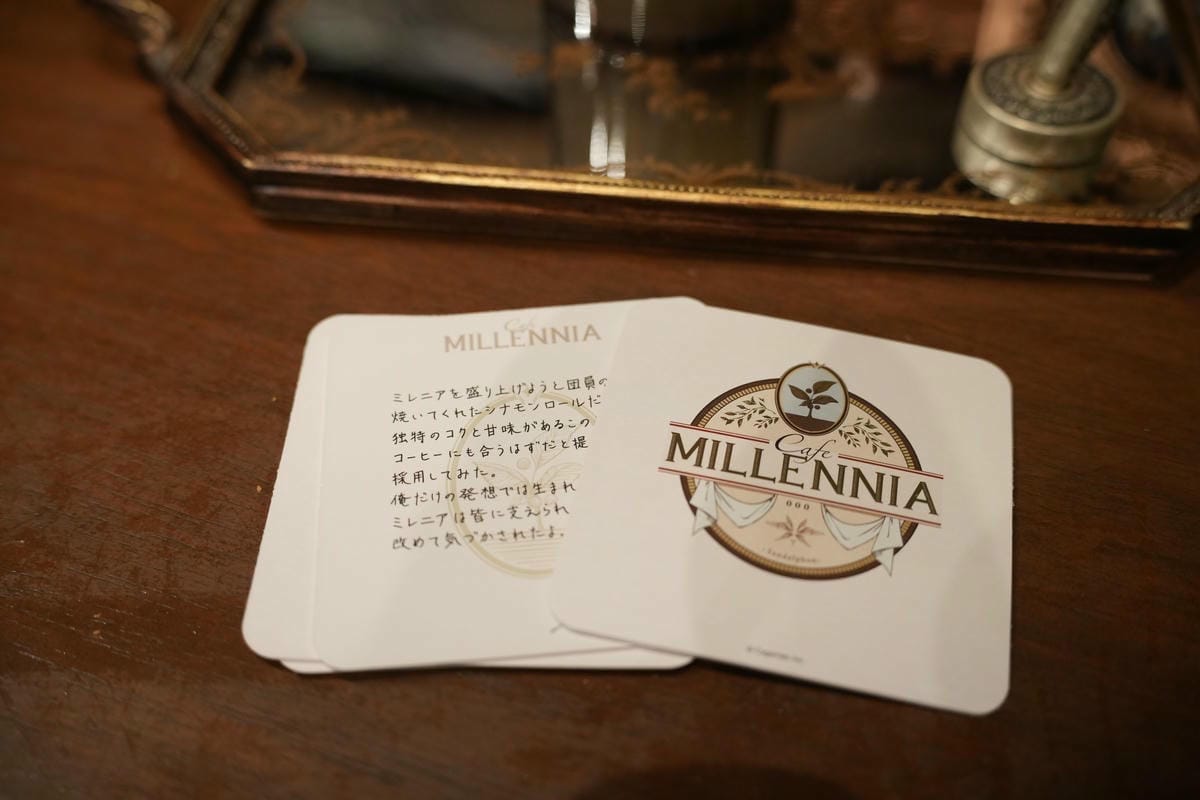 Cafe
MILLENNIA
ミレニアを盛り上げようと団員の
焼いてくれたシナモンロールだ
独特のコクと甘味があるこの
コーヒーにも合うはずだと提
採用してみた。
俺だけの発想では生まれ
ミレニアは皆に支えられ
改めて気づかされたよ。
Cafe
MILLENNIA
Sandalphon